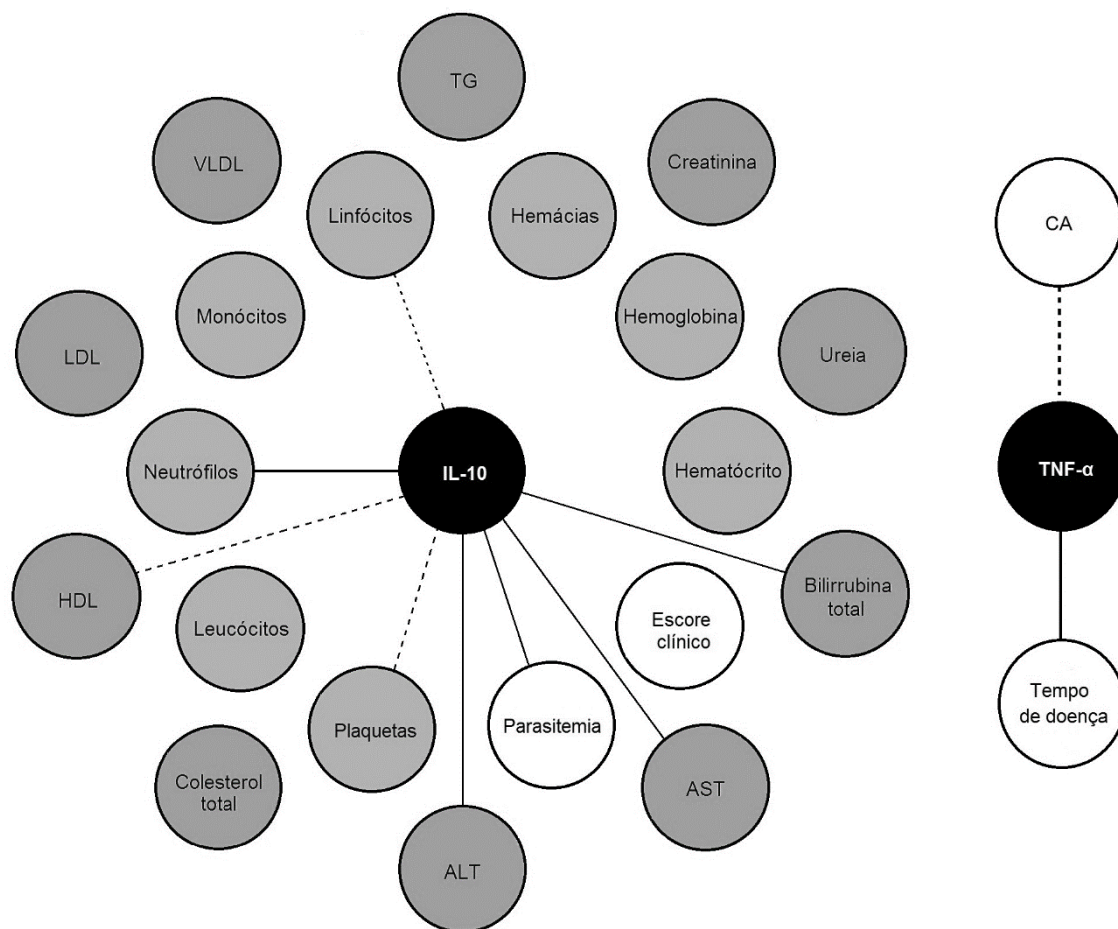 TG
VLDL
Creatinina
Linfócitos
Hemácias
CA
Monócitos
Hemoglobina
LDL
Ureia
Neutrófilos
IL-10
Hematócrito
TNF-α
HDL
Leucócitos
Escore
clínico
Bilirrubina
total
Plaquetas
Parasitemia
Tempo
de doença
Colesterol
total
AST
ALT